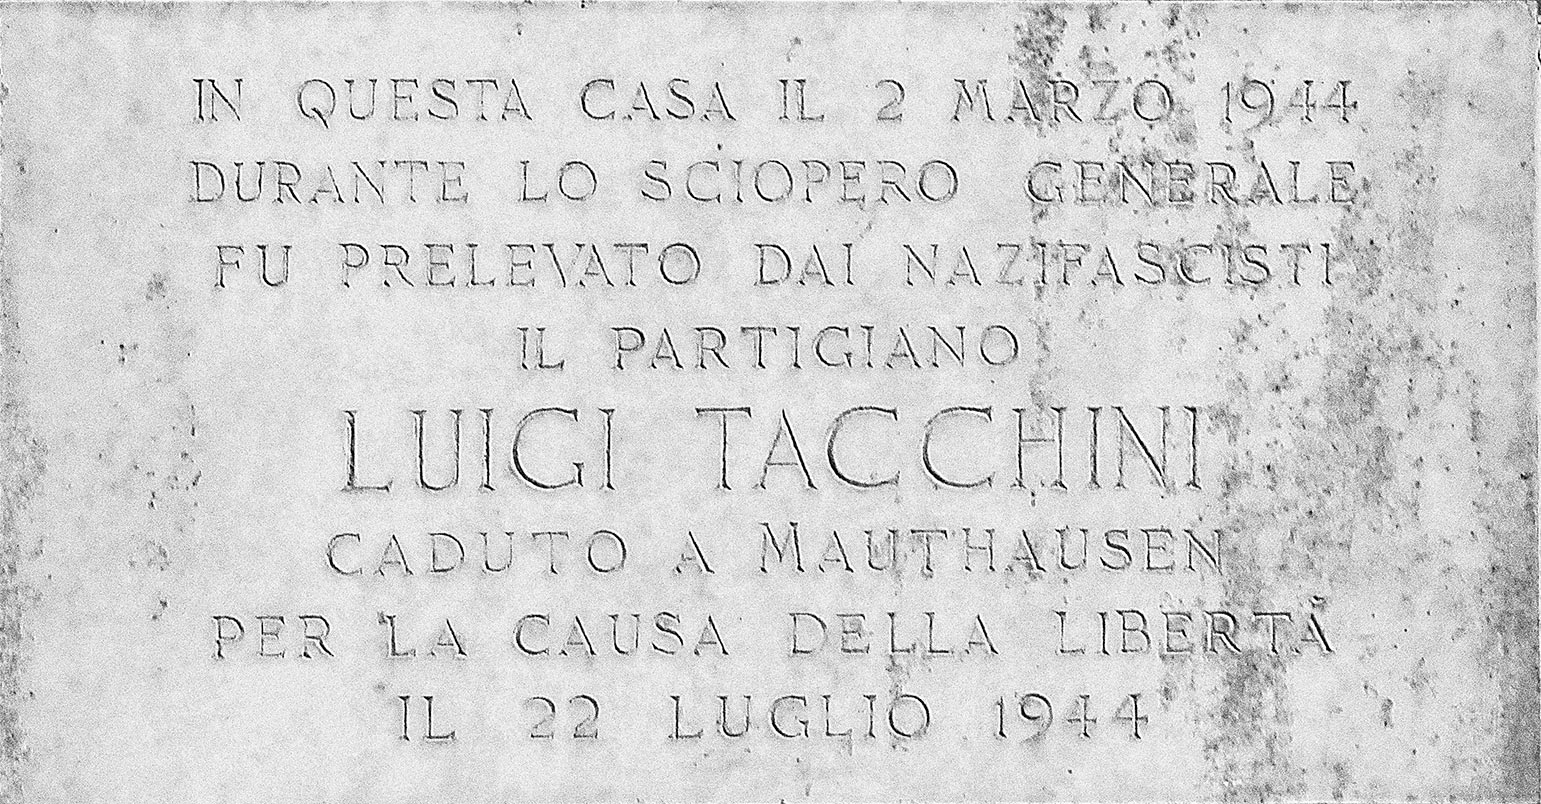 IN QUESTA CASA IL 2 MARZO 1944
DURANTE LO SCIOPERO GENERALE
FU PRELEVATO DAI NAZIFASCISTI
IL PARTIGIANO
LUIGI TACCHINI
CADUTO A MAUTHAUSEN
PER LA CAUSA DELLA LIBERTÀ
IL 22 LUGLIO 1944